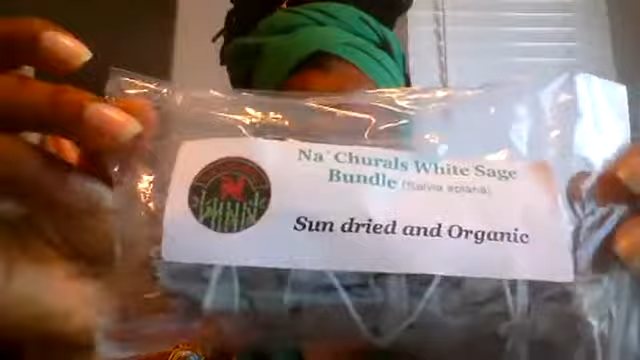 Na' Churals White Sage
Bundle (Salvia apiana)
Sun dried and Organic